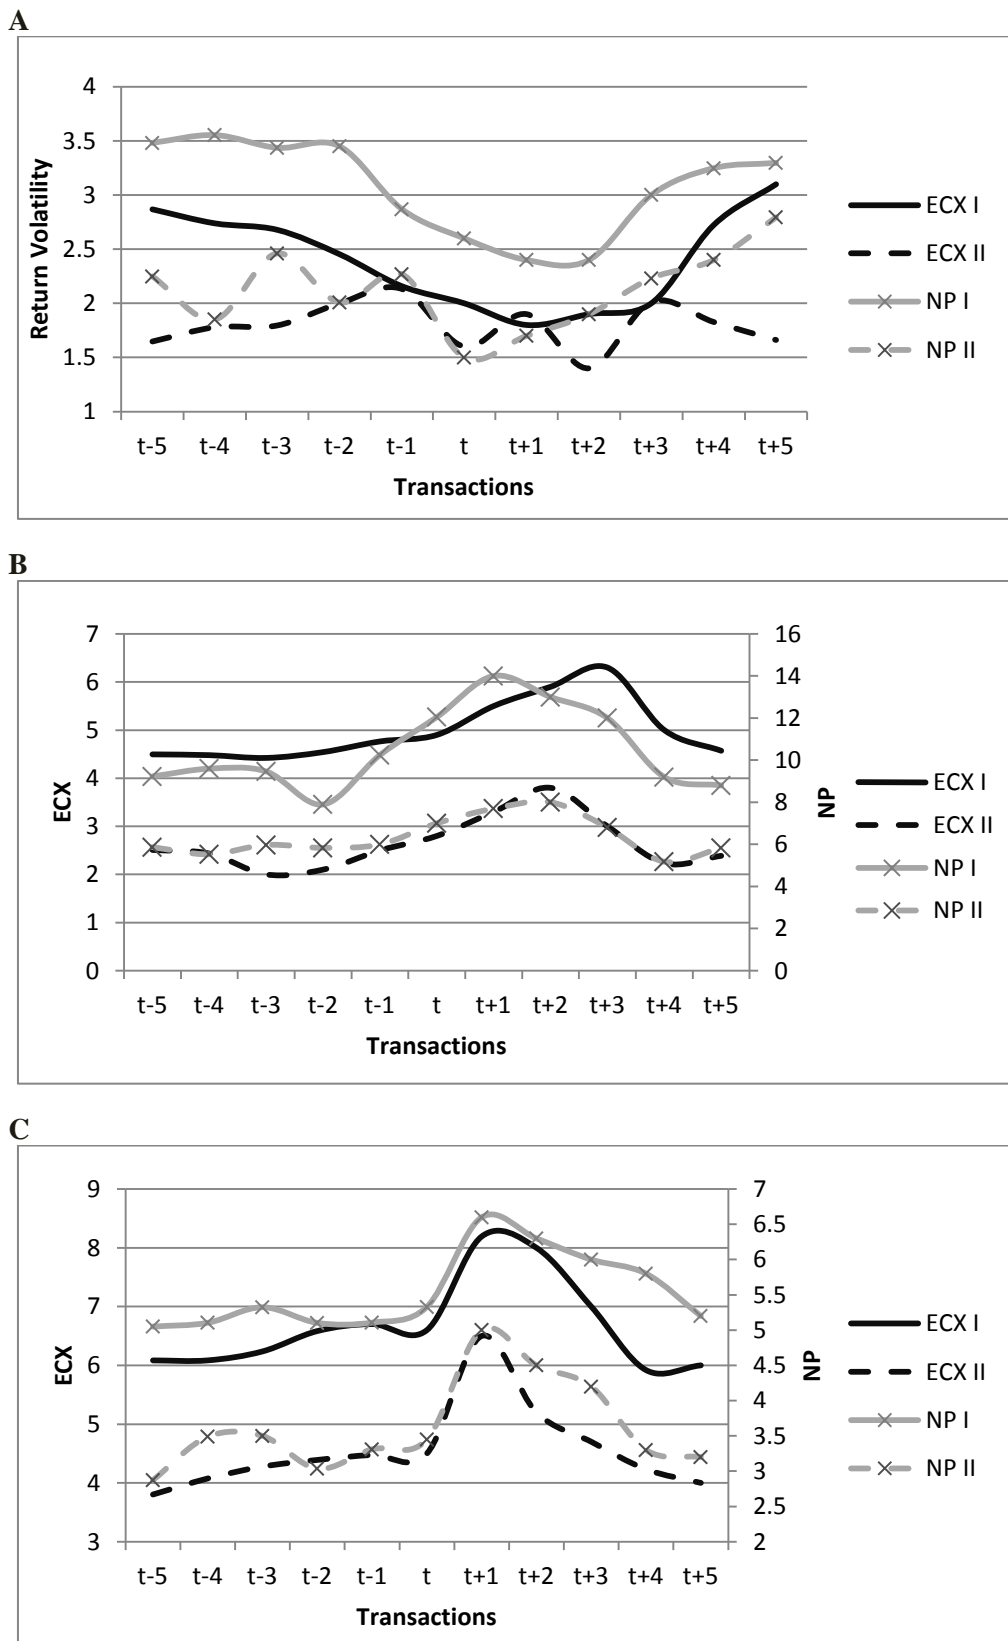 A
4
3.5
3
2.5
2
1.5
1
Return Volatility
t-5 t-4 t-3 t-2 t-1 t t+1 t+2 t+3 t+4 t+5
Transactions
ECX I
ECX II
NP I
NP II
B
7
6
5
4
3
2
1
0
ECX
16
14
12
10
8
6
4
2
0
NP
t-5 t-4 t-3 t-2 t-1 t t+1 t+2 t+3 t+4 t+5
Transactions
ECX I
ECX II
NP I
NP II
C
9
8
7
6
5
4
3
ECX
7
6.5
6
5.5
5
4.5
4
3.5
3
2.5
2
NP
t-5 t-4 t-3 t-2 t-1 t t+1 t+2 t+3 t+4 t+5
Transactions
ECX I
ECX II
NP I
NP II